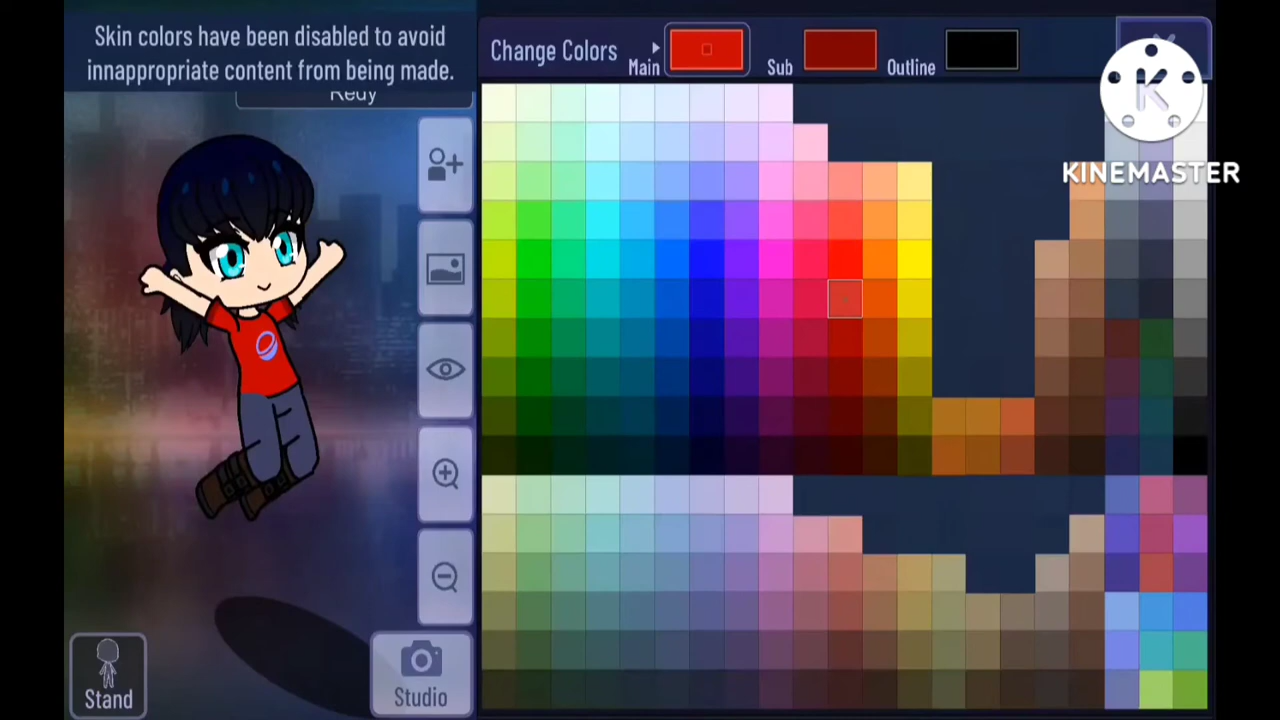 Skin colors have been disabled to avoid
innappropriate content from being made.
Redy
Change Colors
Main
Sub
Outline
K
KINEMASTER
Stand
Studio